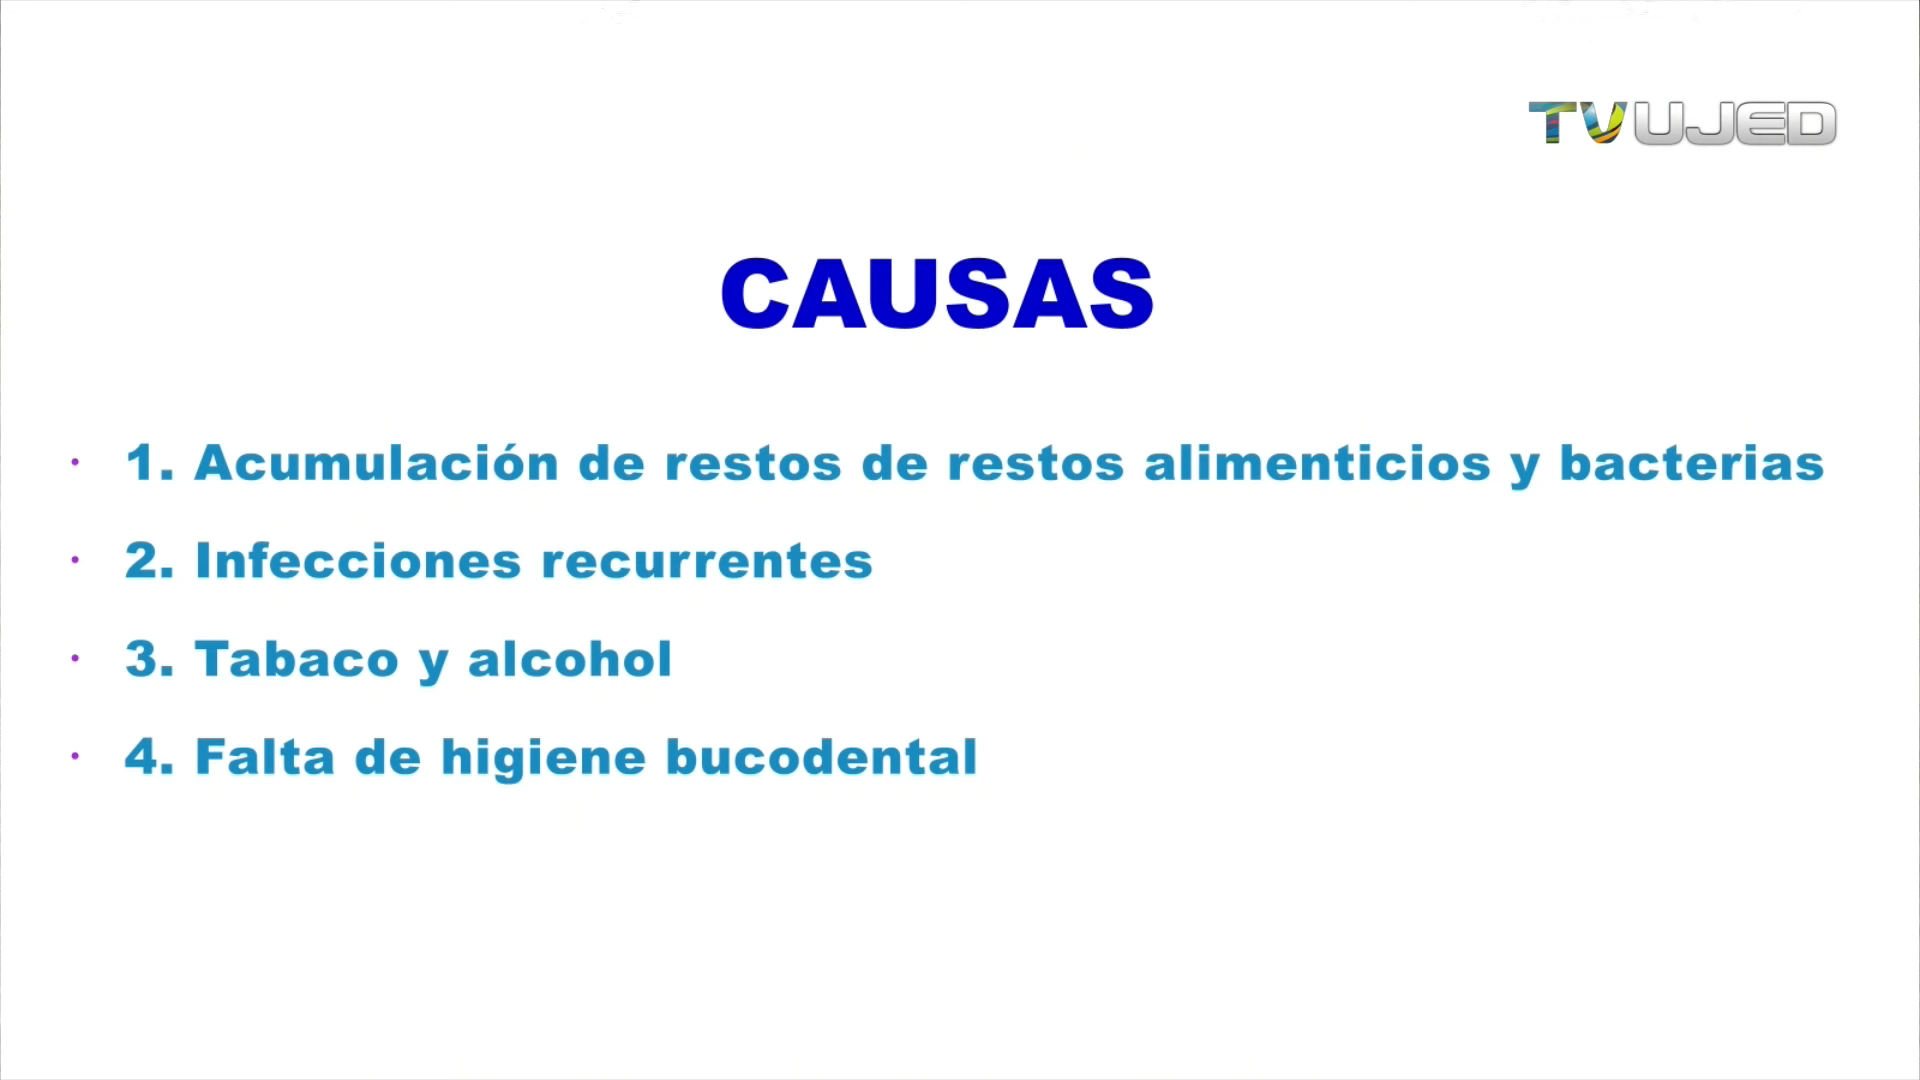 TVUJED
CAUSAS
· 1. Acumulación de restos de restos alimenticios y bacterias
· 2. Infecciones recurrentes
· 3. Tabaco y alcohol
· 4. Falta de higiene bucodental